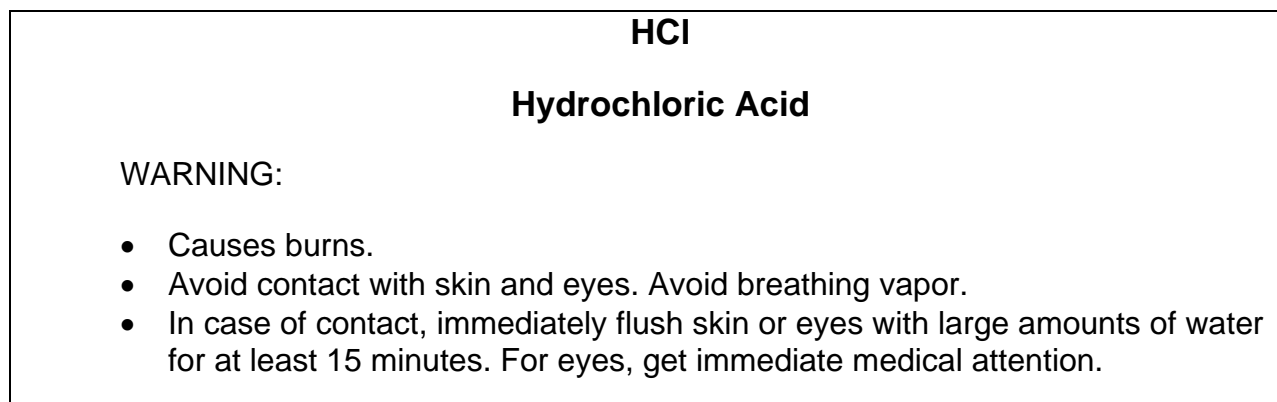 HCl
Hydrochloric Acid
WARNING:
• Causes burns.
• Avoid contact with skin and eyes. Avoid breathing vapor.
• In case of contact, immediately flush skin or eyes with large amounts of water
for at least 15 minutes. For eyes, get immediate medical attention.